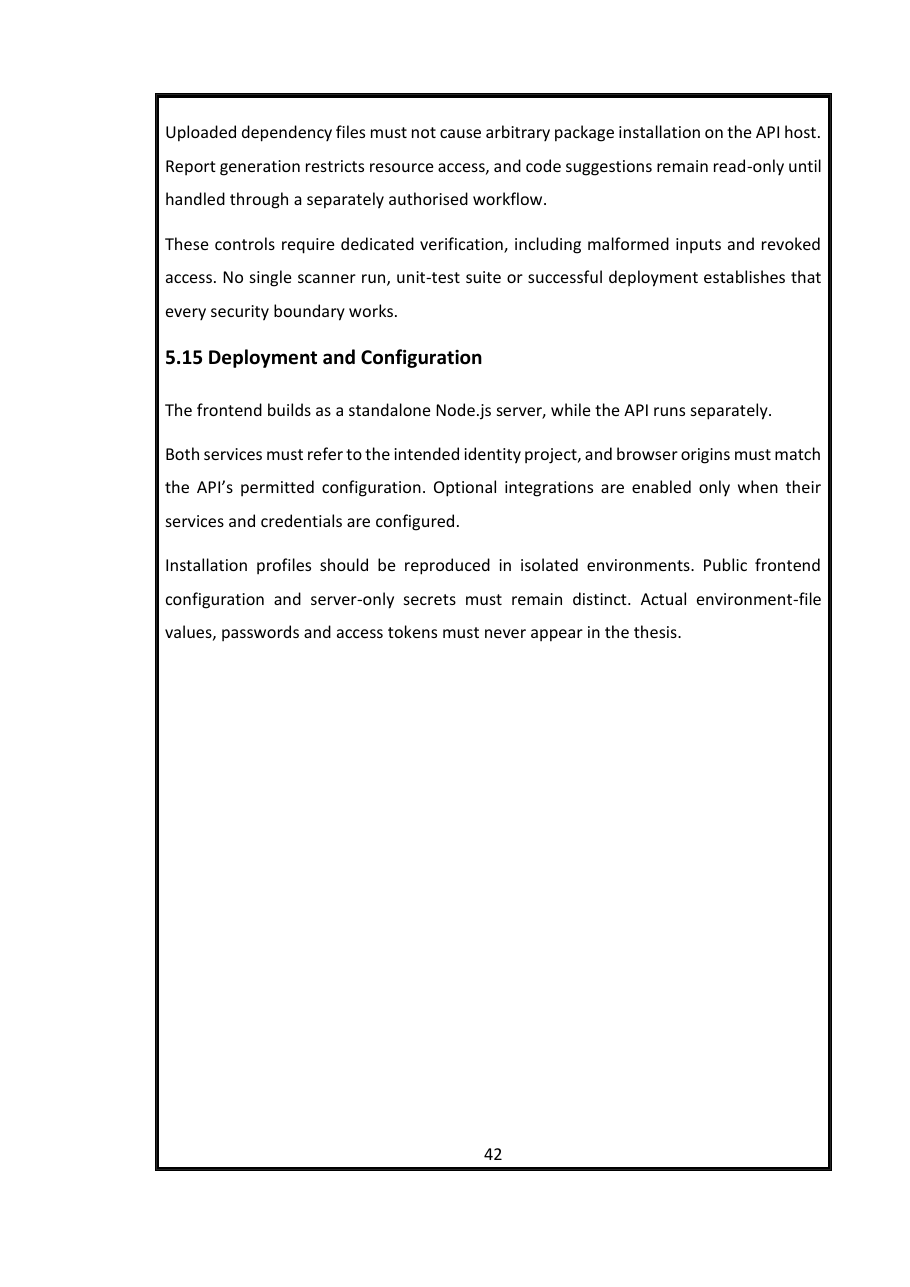 Uploaded dependency files must not cause arbitrary package installation on the API host.
Report generation restricts resource access, and code suggestions remain read-only until
handled through a separately authorised workflow.
These controls require dedicated verification, including malformed inputs and revoked
access. No single scanner run, unit-test suite or successful deployment establishes that
every security boundary works.
5.15 Deployment and Configuration
The frontend builds as a standalone Node.js server, while the API runs separately.
Both services must refer to the intended identity project, and browser origins must match
the API’s permitted configuration. Optional integrations are enabled only when their
services and credentials are configured.
Installation profiles should be reproduced in isolated environments. Public frontend
configuration and server-only secrets must remain distinct. Actual environment-file
values, passwords and access tokens must never appear in the thesis.
42